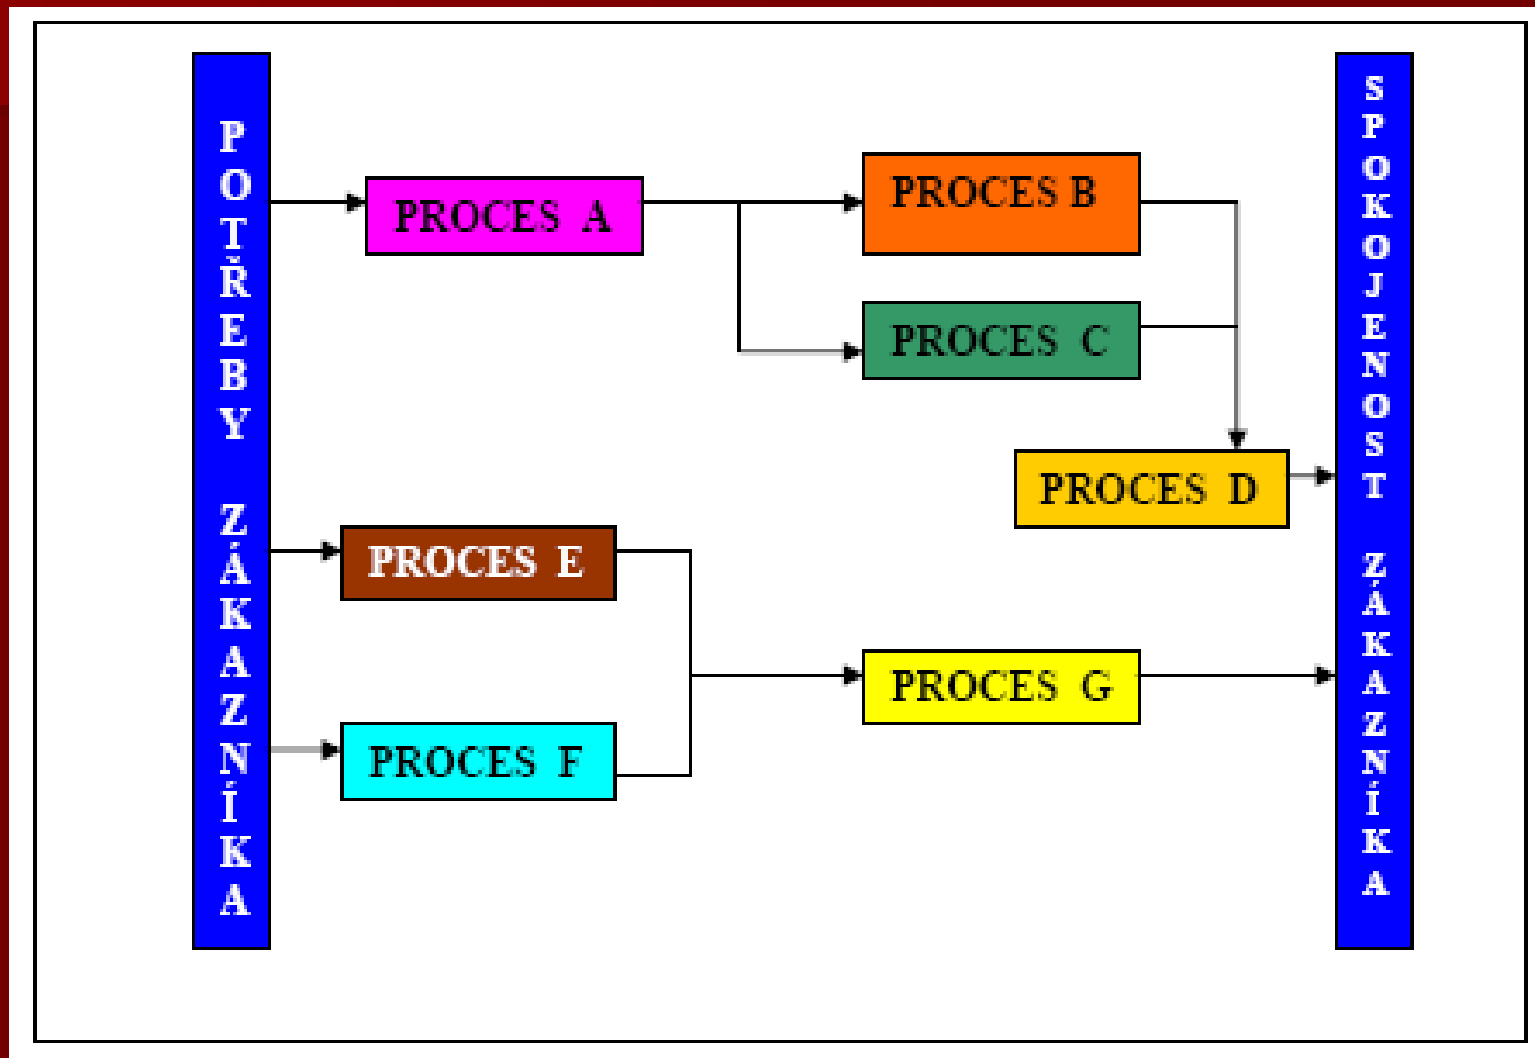 POTŘEBY ZÁKAZNÍKA
PROCES A
PROCES B
PROCES C
PROCES D
PROCES E
PROCES F
PROCES G
SPOKOJENOST ZÁKAZNÍKA